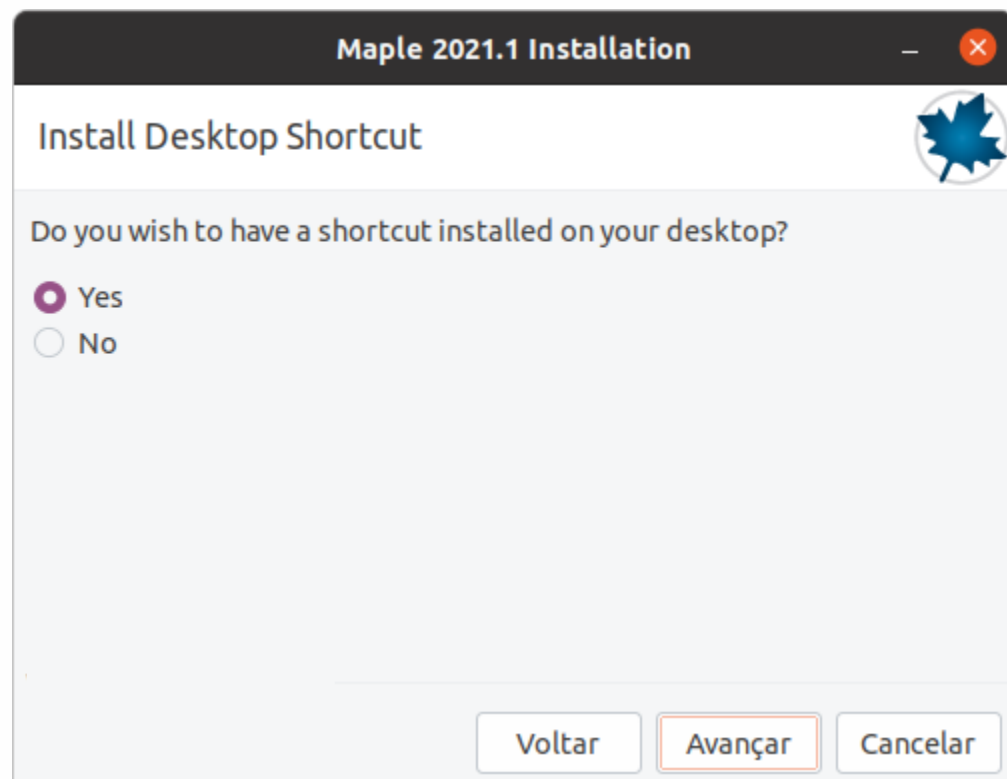 Maple 2021.1 Installation
Install Desktop Shortcut
Do you wish to have a shortcut installed on your desktop?
Yes
No
Voltar Avançar Cancelar